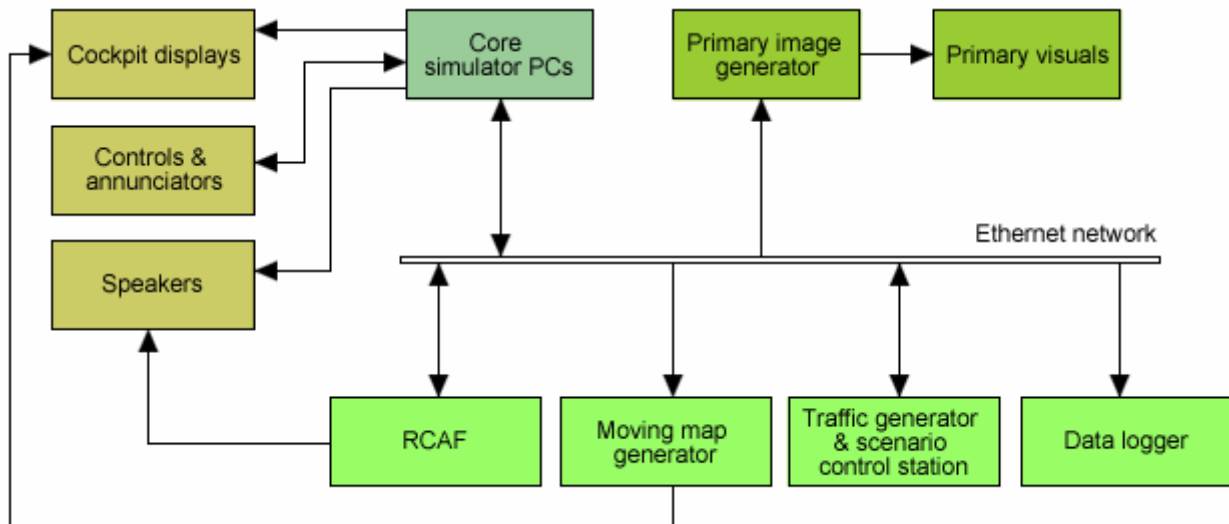 Cockpit displays
Core
simulator PCs
Primary image
generator
Primary visuals
Controls &
annunciators
Ethernet network
Speakers
RCAF
Moving map
generator
Traffic generator
& scenario
control station
Data logger